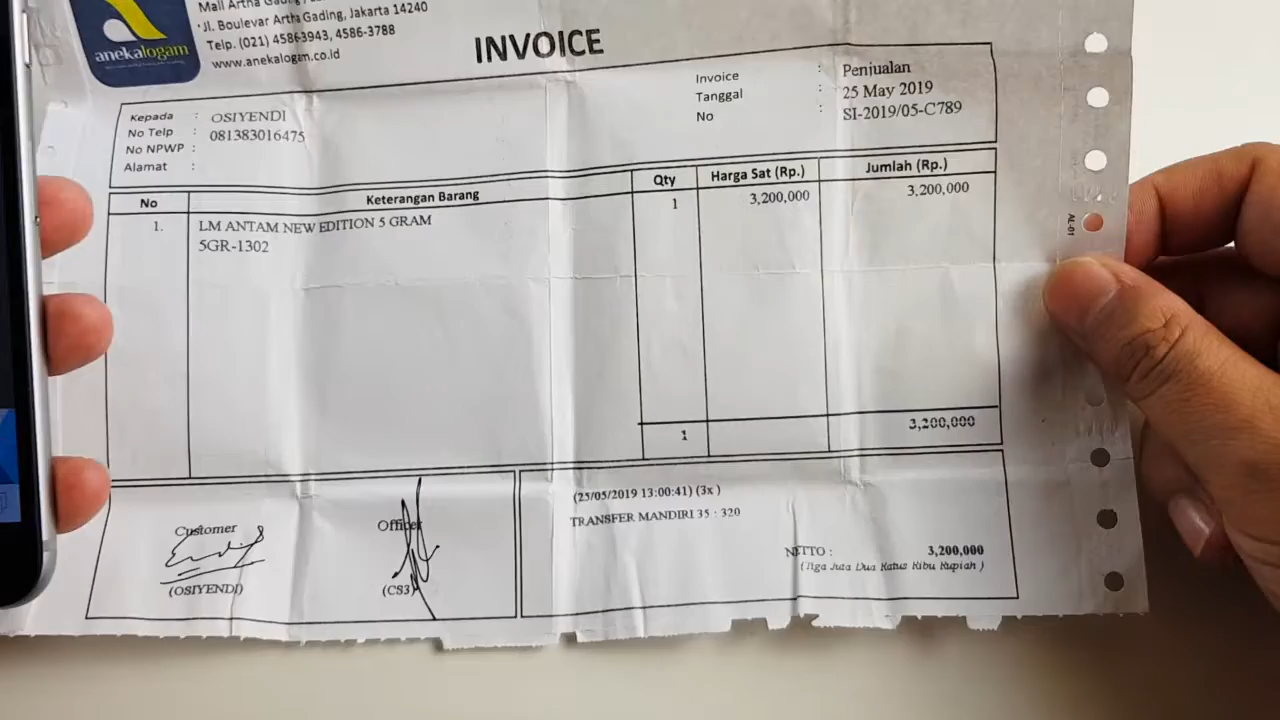 anekalogam
Mall Artha Gading
Jl. Boulevar Artha Gading, Jakarta 14240
Telp. (021) 45863943, 4586-3788
www.anekalogam.co.id
INVOICE
Kepada : OSIYENDI
No Telp : 081383016475
No NPWP :
Alamat :
Invoice : Penjualan
Tanggal : 25 May 2019
No : SI-2019/05-C789
No Keterangan Barang Qty Harga Sat (Rp.) Jumlah (Rp.)
1. LM ANTAM NEW EDITION 5 GRAM 1 3,200,000 3,200,000
5GR-1302
1 3,200,000
Customer
(OSIYENDI)
Officer
(CS3)
(25/05/2019 13:00:41) (3x )
TRANSFER MANDIRI 35 : 320
NETTO : 3,200,000
(Tiga Juta Dua Ratus Ribu Rupiah )
AL-01